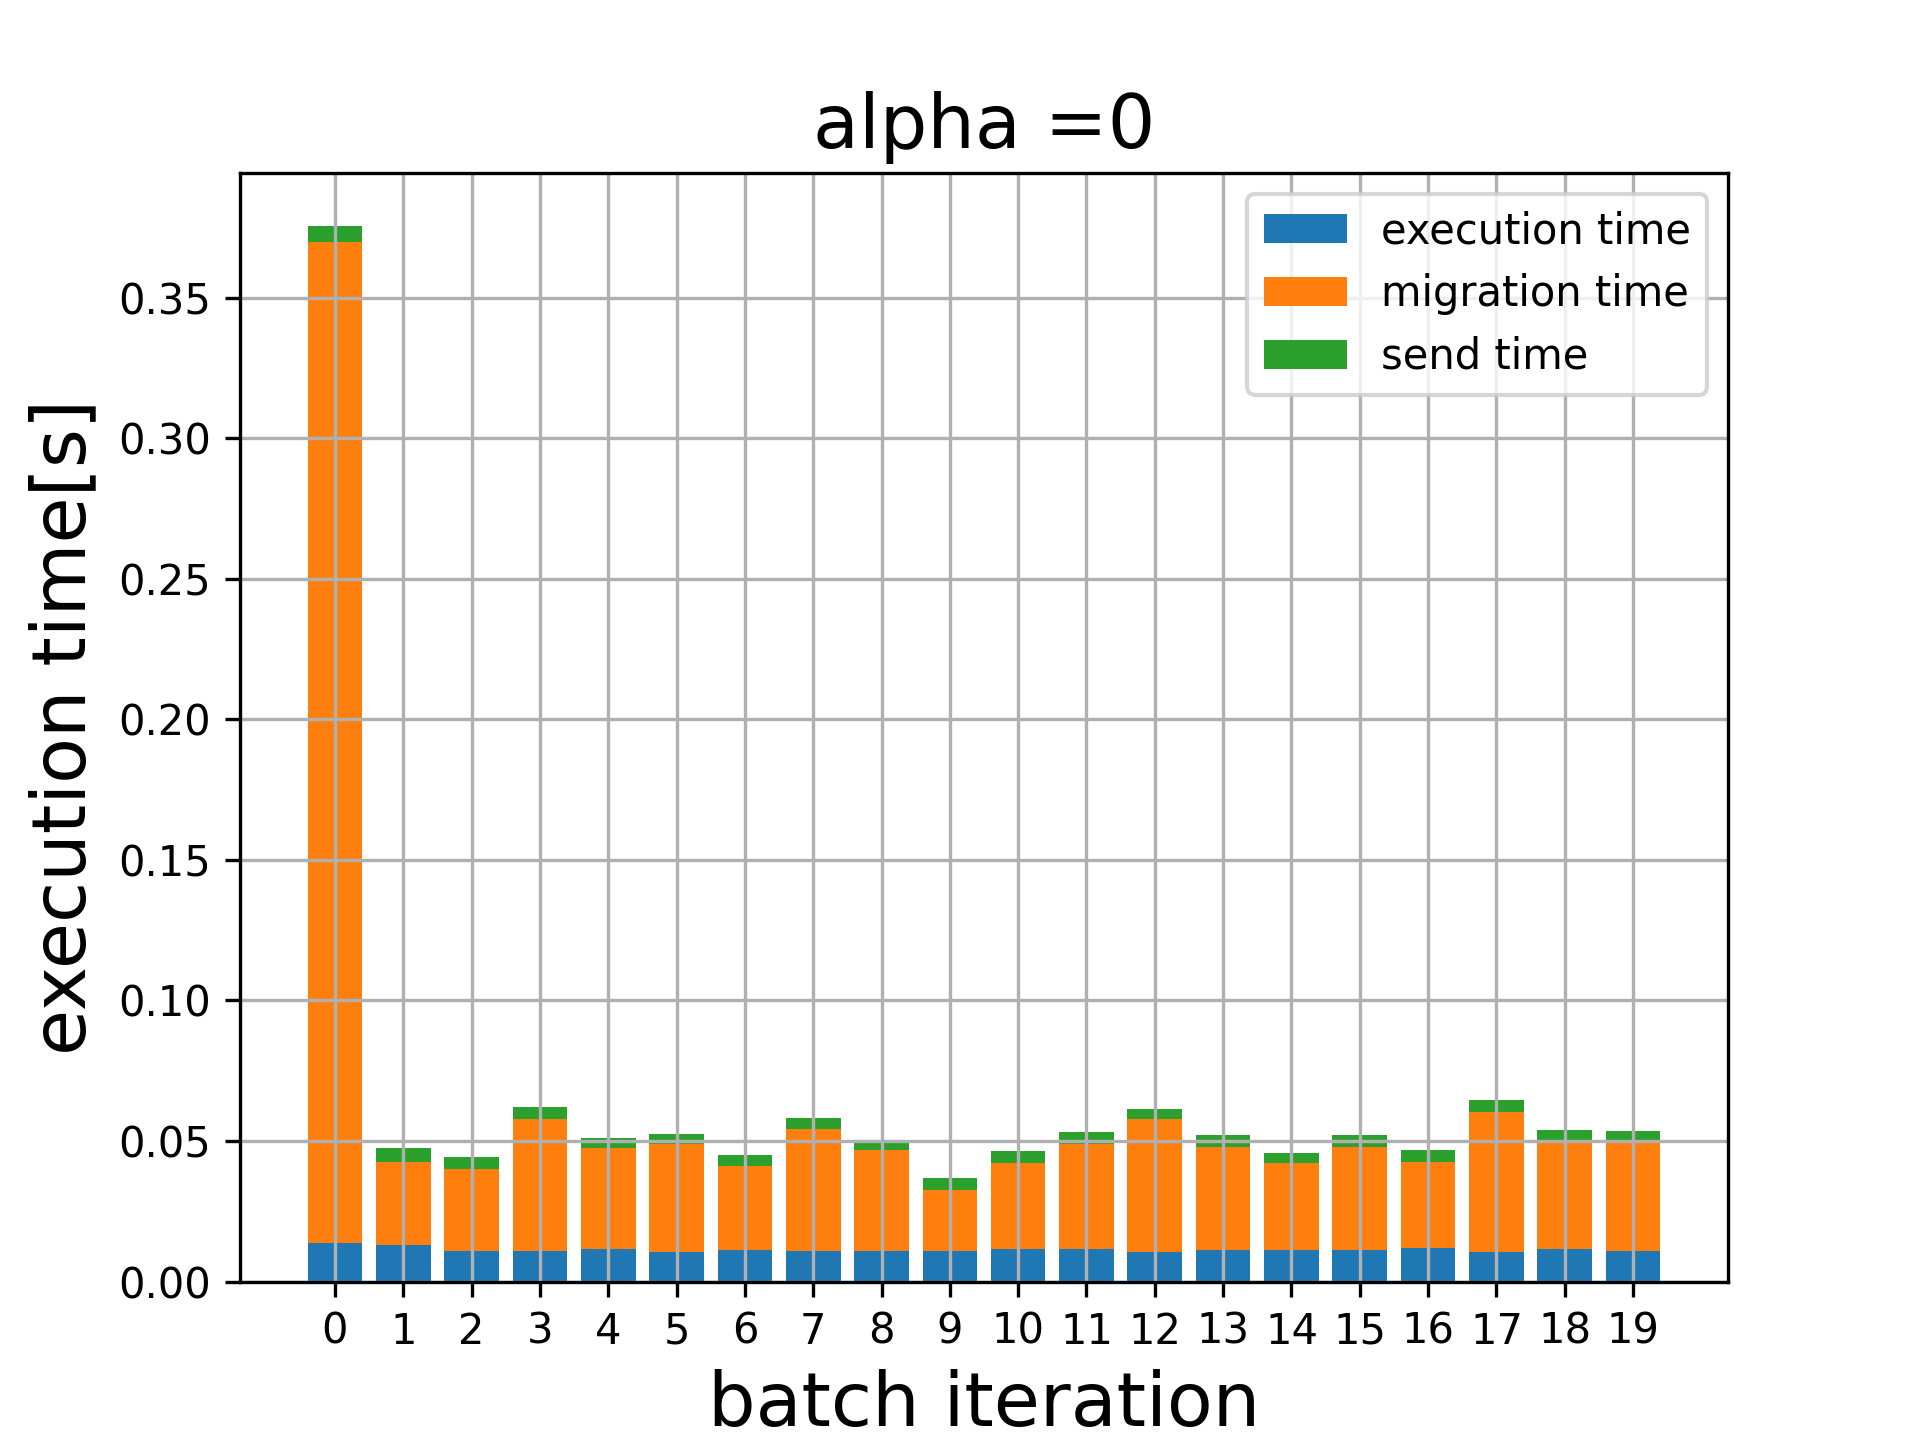 alpha =0
execution time
migration time
send time
execution time[s]
0.35
0.30
0.25
0.20
0.15
0.10
0.05
0.00
0 1 2 3 4 5 6 7 8 9 10 11 12 13 14 15 16 17 18 19
batch iteration